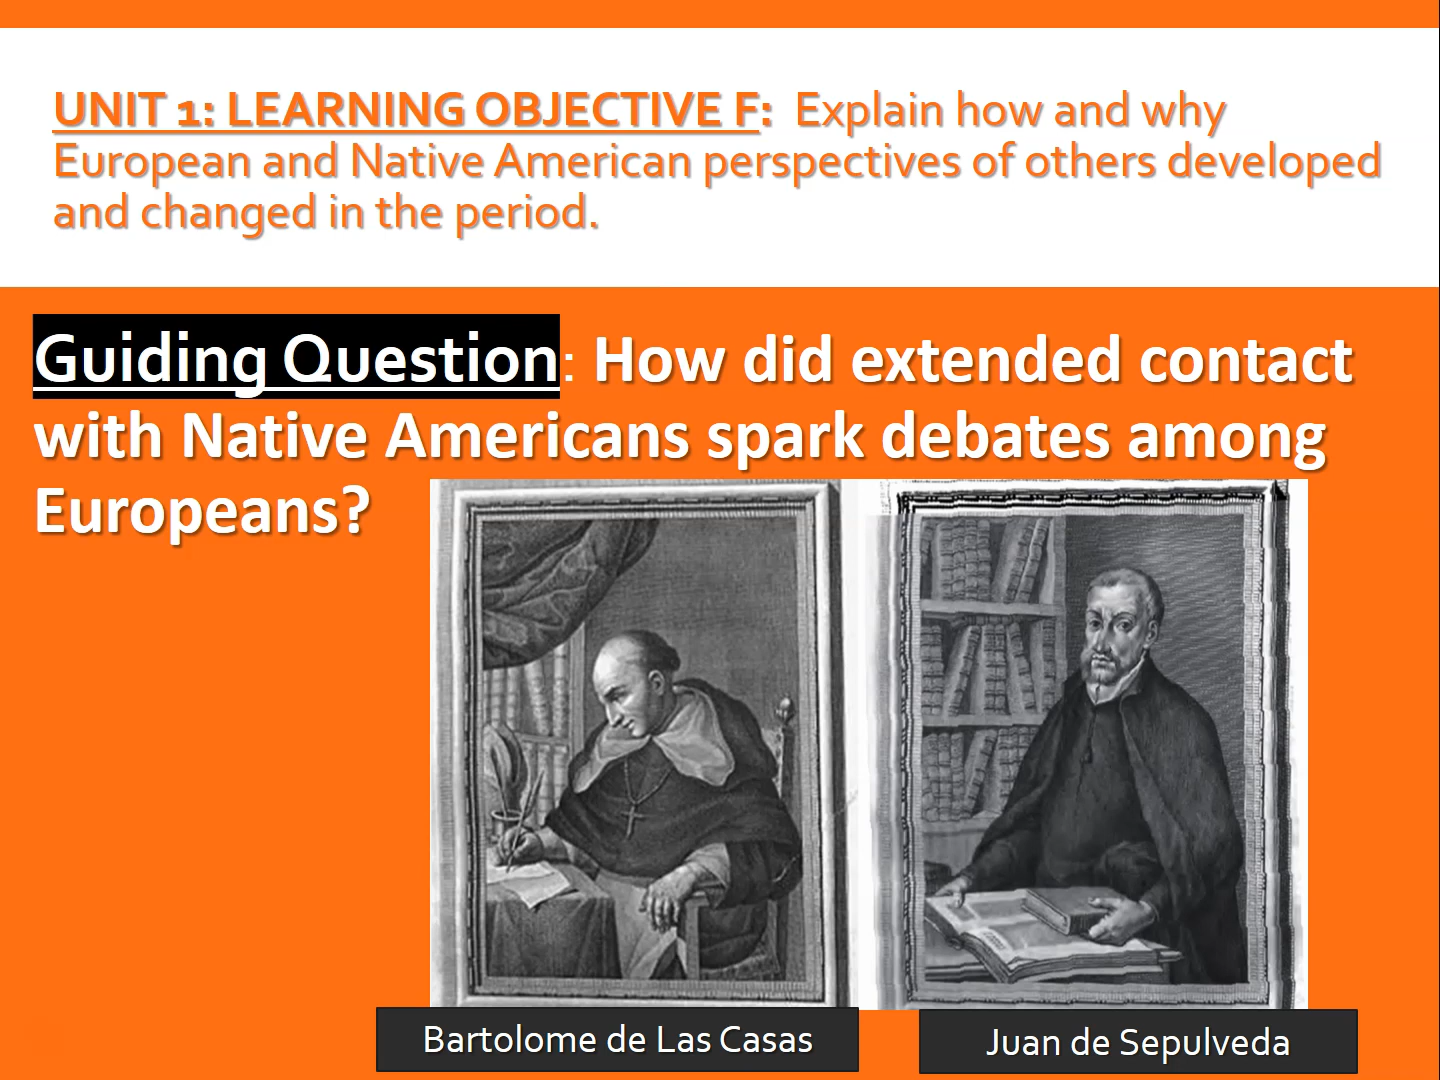 UNIT 1: LEARNING OBJECTIVE F: Explain how and why
European and Native American perspectives of others developed
and changed in the period.
Guiding Question: How did extended contact
with Native Americans spark debates among
Europeans?
Bartolome de Las Casas
Juan de Sepulveda